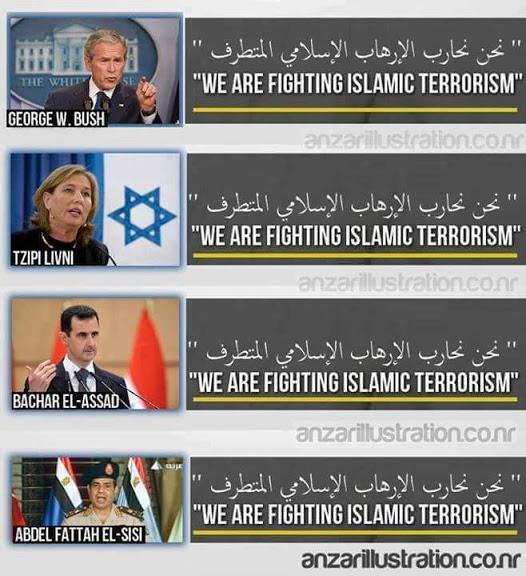 THE WHITE HOUSE
GEORGE W. BUSH
" نحن نحارب الإرهاب الإسلامي المتطرف "
"WE ARE FIGHTING ISLAMIC TERRORISM"
anzarillustration.co.nr
TZIPI LIVNI
" نحن نحارب الإرهاب الإسلامي المتطرف "
"WE ARE FIGHTING ISLAMIC TERRORISM"
anzarillustration.co.nr
BACHAR EL-ASSAD
" نحن نحارب الإرهاب الإسلامي المتطرف "
"WE ARE FIGHTING ISLAMIC TERRORISM"
anzarillustration.co.nr
ABDEL FATTAH EL-SISI
" نحن نحارب الإرهاب الإسلامي المتطرف "
"WE ARE FIGHTING ISLAMIC TERRORISM"
anzarillustration.co.nr